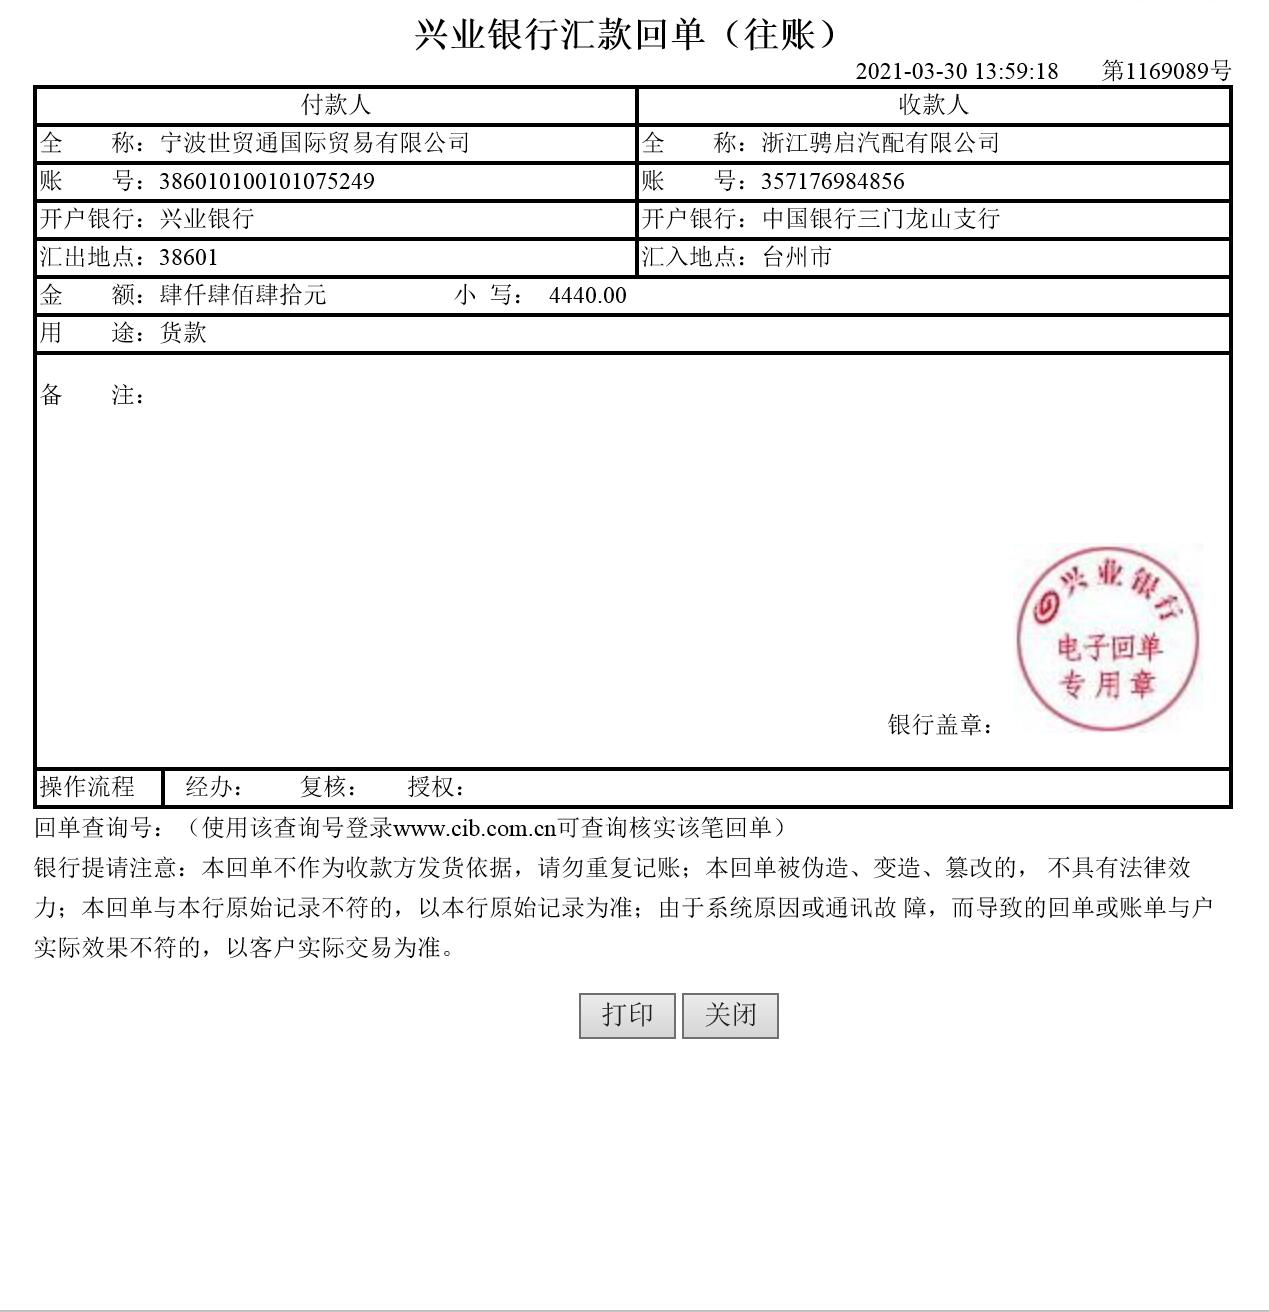 兴业银行汇款回单（往账）
2021-03-30 13:59:18 第1169089号
付款人 收款人
全 称：宁波世贸通国际贸易有限公司 全 称：浙江骋启汽配有限公司
账 号：386010100101075249 账 号：357176984856
开户银行：兴业银行 开户银行：中国银行三门龙山支行
汇出地点：38601 汇入地点：台州市
金 额：肆仟肆佰肆拾元 小 写： 4440.00
用 途：货款
备 注：
兴业银行
电子回单
专用章
银行盖章：
操作流程 经办： 复核： 授权：
回单查询号：（使用该查询号登录www.cib.com.cn可查询核实该笔回单）
银行提请注意：本回单不作为收款方发货依据，请勿重复记账；本回单被伪造、变造、篡改的， 不具有法律效
力；本回单与本行原始记录不符的，以本行原始记录为准；由于系统原因或通讯故 障，而导致的回单或账单与户
实际效果不符的，以客户实际交易为准。
打印 关闭